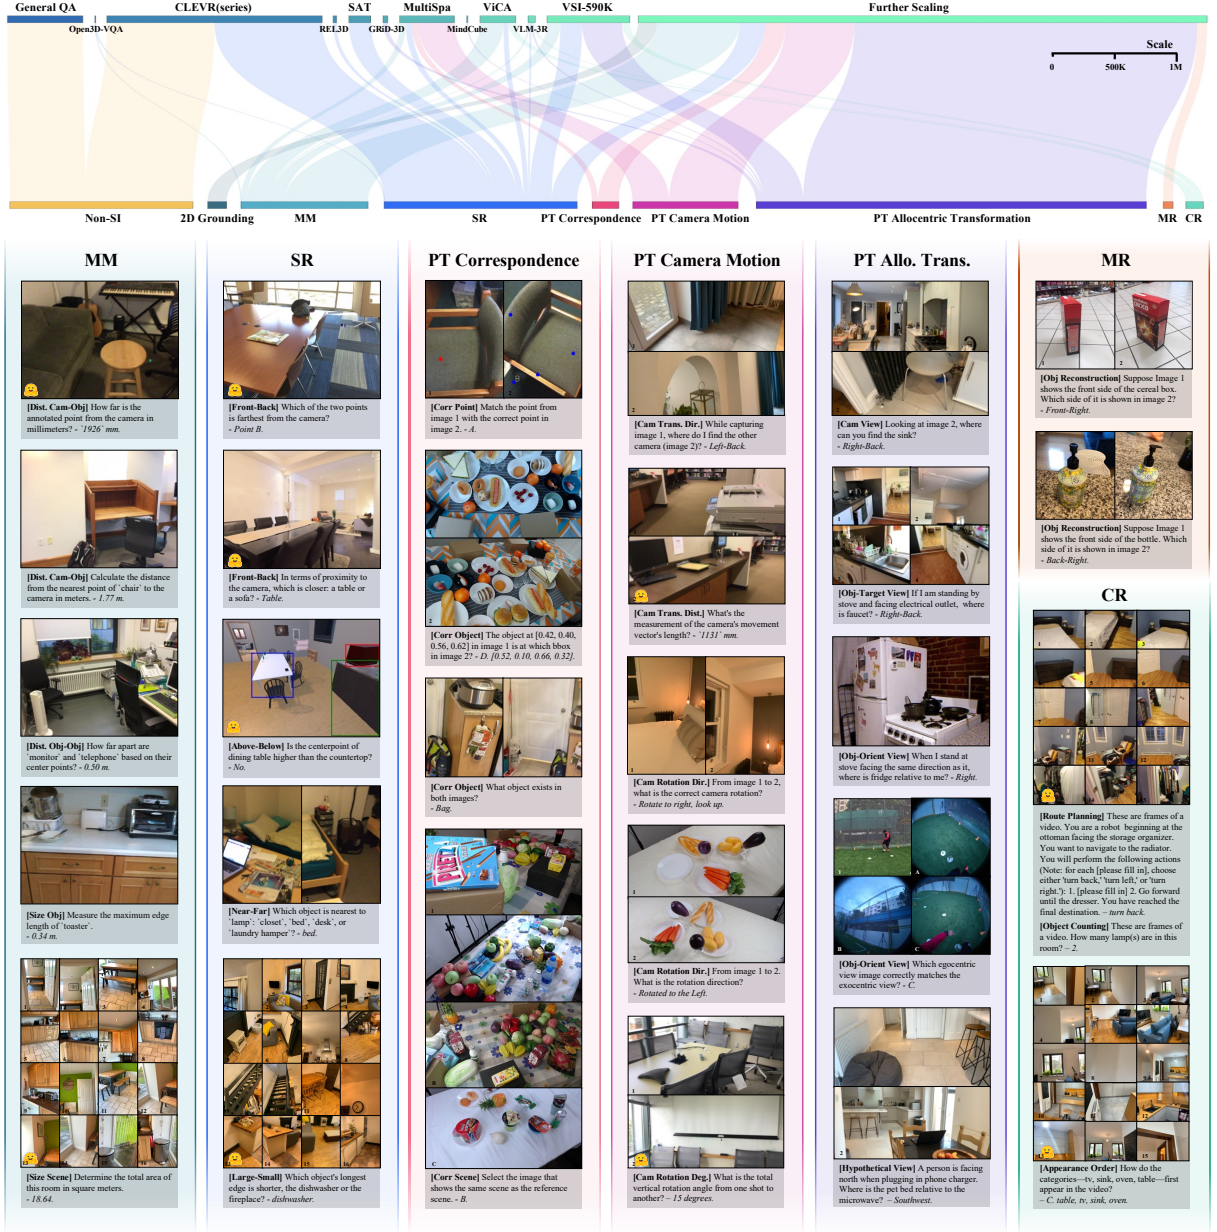 General QA
CLEVR(series)
SAT
MultiSpa
ViCA
VSI-590K
Further Scaling
Open3D-VQA
REL3D
GRiD-3D
MindCube
VLM-3R
Scale
0
500K
1M
Non-SI
2D Grounding
MM
SR
PT Correspondence
PT Camera Motion
PT Allocentric Transformation
MR
CR
MM
[Dist. Cam-Obj] How far is the
annotated point from the camera in
millimeters? - `1926` mm.
[Dist. Cam-Obj] Calculate the distance
from the nearest point of `chair` to the
camera in meters. - 1.77 m.
[Dist. Obj-Obj] How far apart are
`monitor` and `telephone` based on their
center points? - 0.50 m.
[Size Obj] Measure the maximum edge
length of `toaster`.
- 0.34 m.
[Size Scene] Determine the total area of
this room in square meters.
- 18.64.
SR
[Front-Back] Which of the two points
is farthest from the camera?
- Point B.
[Front-Back] In terms of proximity to
the camera, which is closer: a table or
a sofa? - Table.
[Above-Below] Is the centerpoint of
dining table higher than the countertop?
- No.
[Near-Far] Which object is nearest to
`lamp`: `closet`, `bed`, `desk`, or
`laundry hamper`? - bed.
[Large-Small] Which object's longest
edge is shorter, the dishwasher or the
fireplace? - dishwasher.
PT Correspondence
[Corr Point] Match the point from
image 1 with the correct point in
image 2. - A.
[Corr Object] The object at [0.42, 0.40,
0.56, 0.62] in image 1 is at which bbox
in image 2? - D. [0.52, 0.10, 0.66, 0.32].
[Corr Object] What object exists in
both images?
- Bag.
[Corr Scene] Select the image that
shows the same scene as the reference
scene. - B.
PT Camera Motion
[Cam Trans. Dir.] While capturing
image 1, where do I find the other
camera (image 2)? - Left-Back.
[Cam Trans. Dist.] What's the
measurement of the camera's movement
vector's length? - `1131` mm.
[Cam Rotation Dir.] From image 1 to 2,
what is the correct camera rotation?
- Rotate to right, look up.
[Cam Rotation Dir.] From image 1 to 2.
What is the rotation direction?
- Rotated to the Left.
[Cam Rotation Deg.] What is the total
vertical rotation angle from one shot to
another? – 15 degrees.
PT Allo. Trans.
[Cam View] Looking at image 2, where
can you find the sink?
- Right-Back.
[Obj-Target View] If I am standing by
stove and facing electrical outlet, where
is faucet? - Right-Back.
[Obj-Orient View] When I stand at
stove facing the same direction as it,
where is fridge relative to me? - Right.
[Obj-Orient View] Which egocentric
view image correctly matches the
exocentric view? - C.
[Hypothetical View] A person is facing
north when plugging in phone charger.
Where is the pet bed relative to the
microwave? – Southwest.
MR
[Obj Reconstruction] Suppose Image 1
shows the front side of the cereal box.
Which side of it is shown in image 2?
- Front-Right.
[Obj Reconstruction] Suppose Image 1
shows the front side of the bottle. Which
side of it is shown in image 2?
- Back-Right.
CR
[Route Planning] These are frames of a
video. You are a robot beginning at the
ottoman facing the storage organizer.
You want to navigate to the radiator.
You will perform the following actions
(Note: for each [please fill in], choose
either 'turn back,' 'turn left,' or 'turn
right.'): 1. [please fill in] 2. Go forward
until the dresser. You have reached the
final destination. – turn back.
[Object Counting] These are frames of
a video. How many lamp(s) are in this
room? – 2.
[Appearance Order] How do the
categories—tv, sink, oven, table—first
appear in the video?
– C. table, tv, sink, oven.